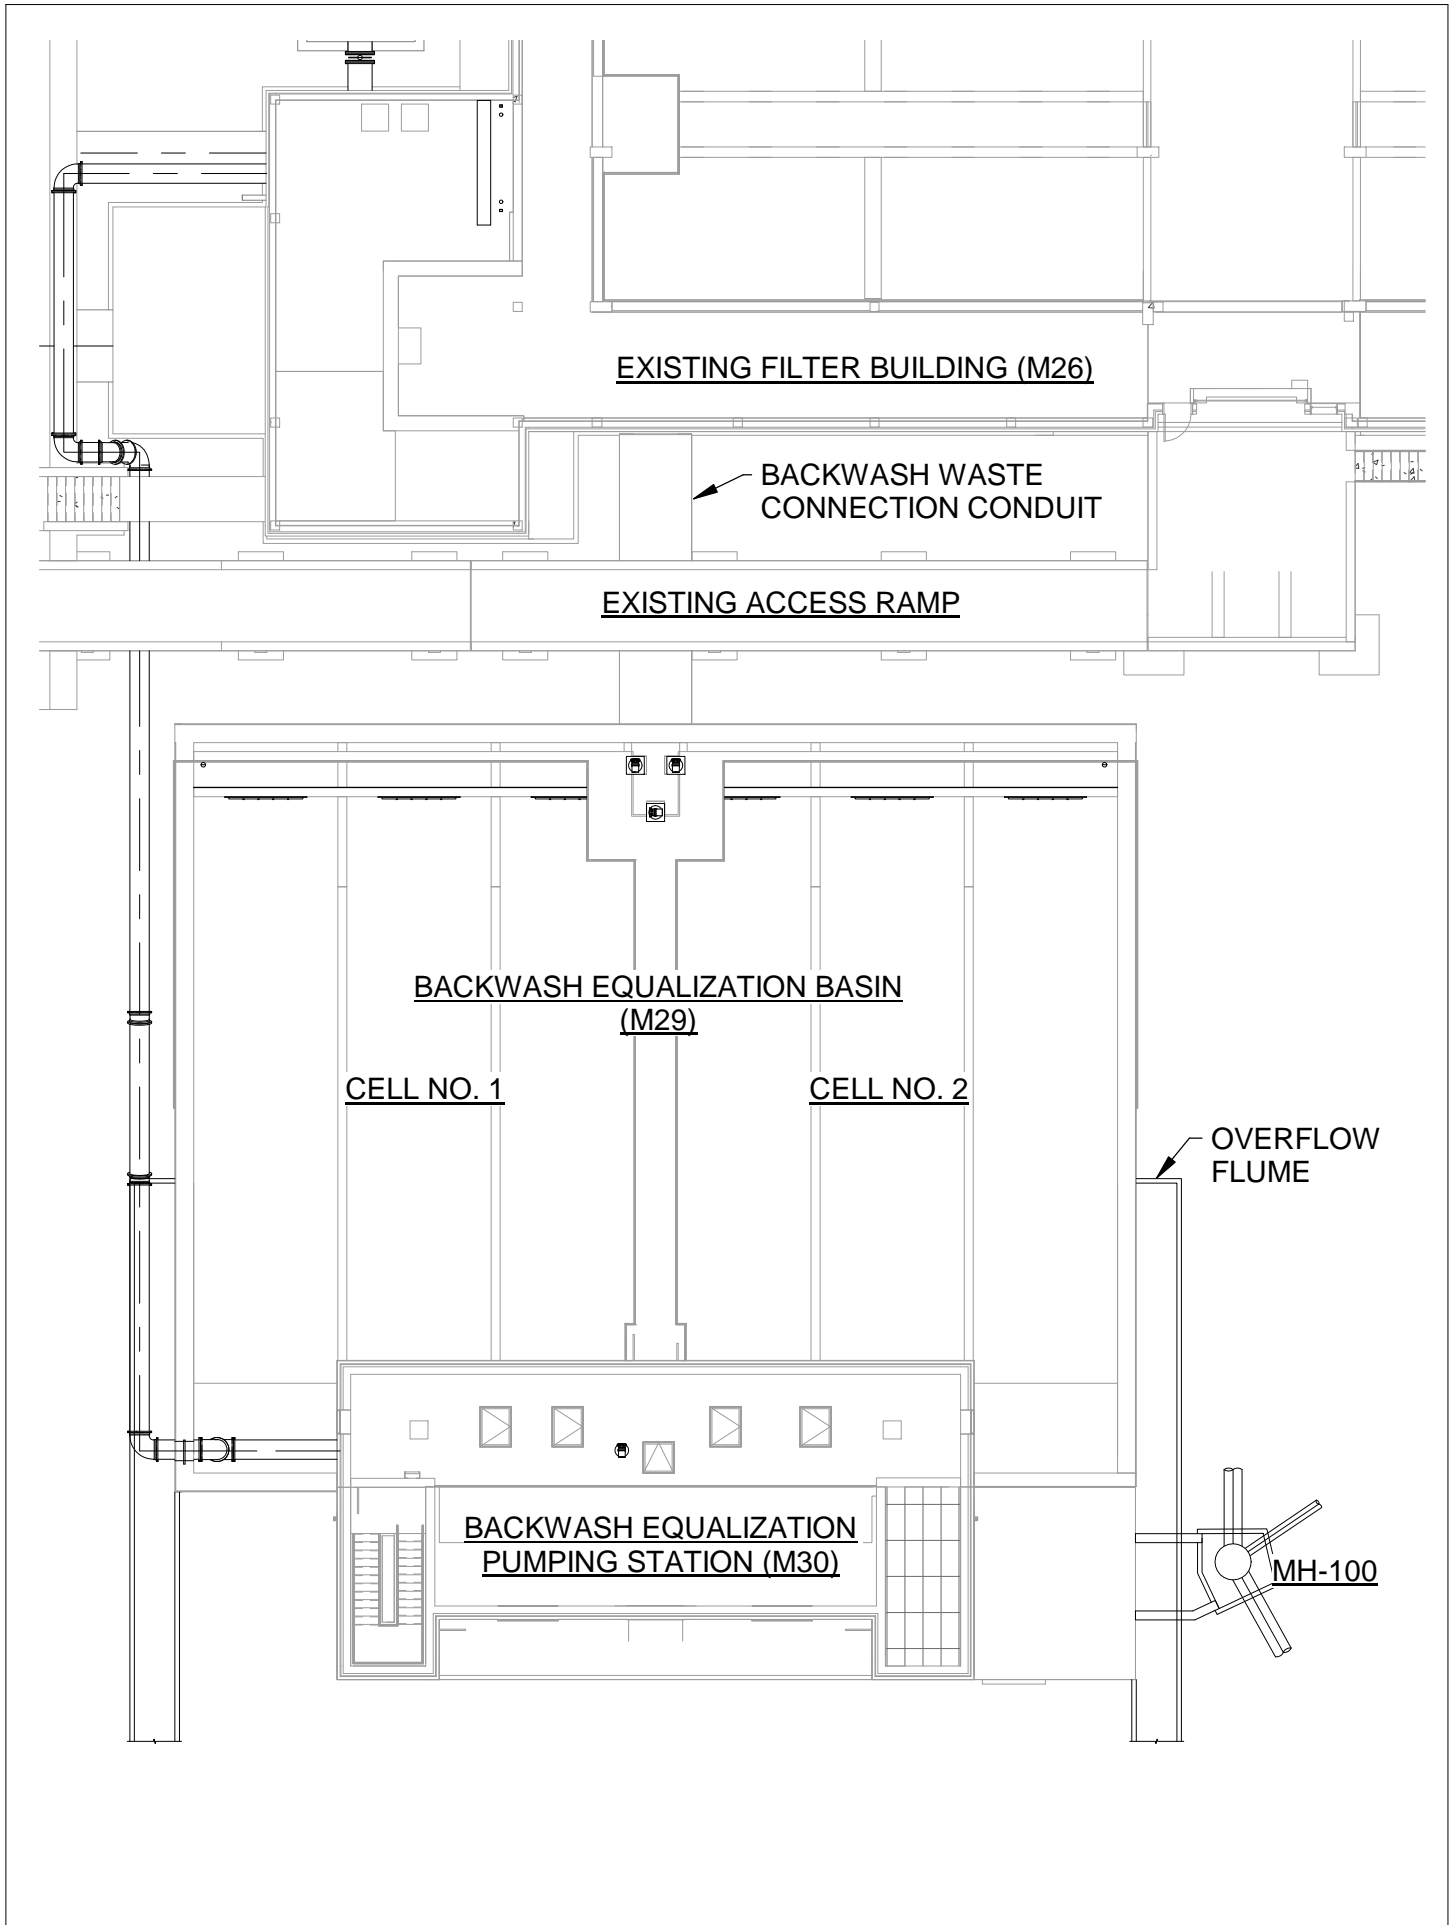 EXISTING FILTER BUILDING (M26)
BACKWASH WASTE
CONNECTION CONDUIT
EXISTING ACCESS RAMP
BACKWASH EQUALIZATION BASIN
(M29)
CELL NO. 1
CELL NO. 2
OVERFLOW
FLUME
BACKWASH EQUALIZATION
PUMPING STATION (M30)
MH-100